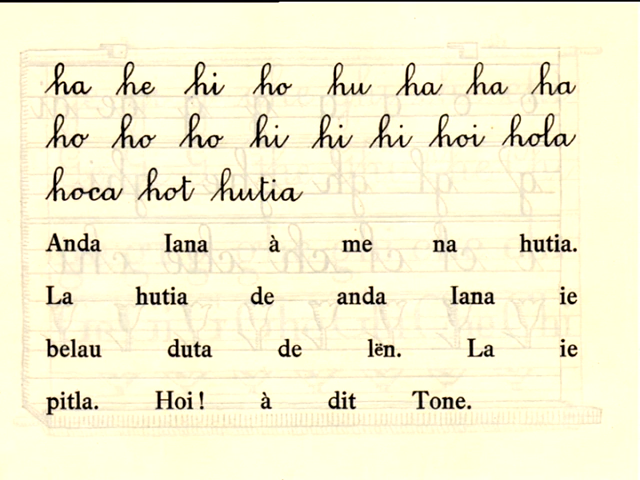 ha he hi ho hu ha ha ha
ho ho ho hi hi hi hoi hola
hoca hot hutia
Anda Iana à me na hutia.
La hutia de anda Iana ie
belau duta de lën. La ie
pitla. Hoi! à dit Tone.